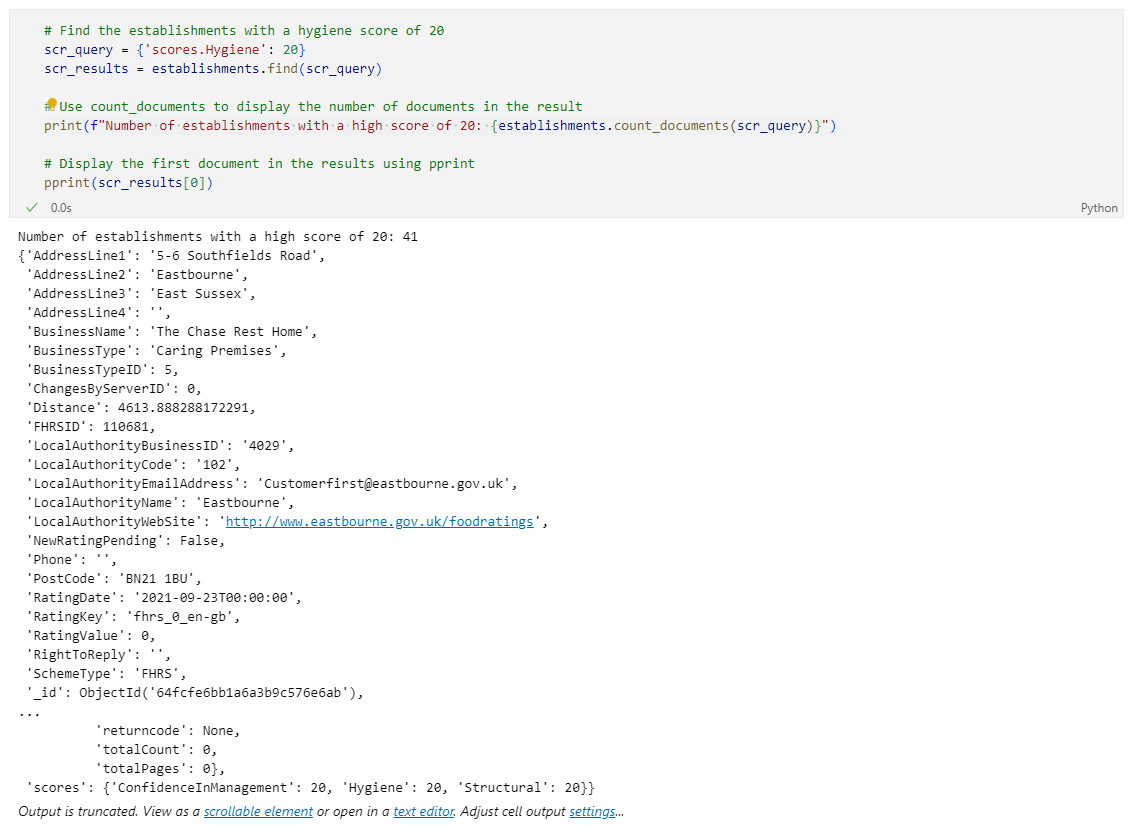 # Find the establishments with a hygiene score of 20
scr_query = {'scores.Hygiene': 20}
scr_results = establishments.find(scr_query)
# Use count_documents to display the number of documents in the result
print(f"Number of establishments with a high score of 20: {establishments.count_documents(scr_query)}")
# Display the first document in the results using pprint
pprint(scr_results[0])
0.0s Python
Number of establishments with a high score of 20: 41
{'AddressLine1': '5-6 Southfields Road',
 'AddressLine2': 'Eastbourne',
 'AddressLine3': 'East Sussex',
 'AddressLine4': '',
 'BusinessName': 'The Chase Rest Home',
 'BusinessType': 'Caring Premises',
 'BusinessTypeID': 5,
 'ChangesByServerID': 0,
 'Distance': 4613.888288172291,
 'FHRSID': 110681,
 'LocalAuthorityBusinessID': '4029',
 'LocalAuthorityCode': '102',
 'LocalAuthorityEmailAddress': 'Customerfirst@eastbourne.gov.uk',
 'LocalAuthorityName': 'Eastbourne',
 'LocalAuthorityWebSite': 'http://www.eastbourne.gov.uk/foodratings',
 'NewRatingPending': False,
 'Phone': '',
 'PostCode': 'BN21 1BU',
 'RatingDate': '2021-09-23T00:00:00',
 'RatingKey': 'fhrs_0_en-gb',
 'RatingValue': 0,
 'RightToReply': '',
 'SchemeType': 'FHRS',
 '_id': ObjectId('64fcfe6bb1a6a3b9c576e6ab'),
...
          'returncode': None,
          'totalCount': 0,
          'totalPages': 0},
 'scores': {'ConfidenceInManagement': 20, 'Hygiene': 20, 'Structural': 20}}
Output is truncated. View as a scrollable element or open in a text editor. Adjust cell output settings...